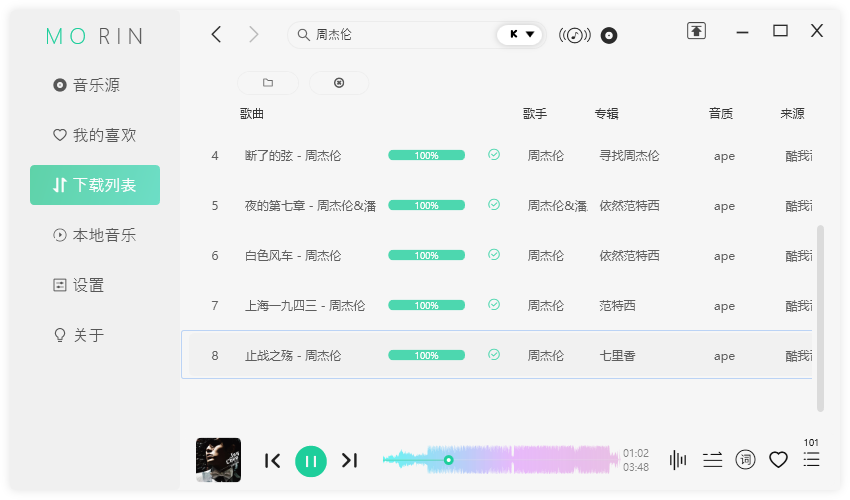 MO RIN
周杰伦
K
音乐源
我的喜欢
下载列表
本地音乐
设置
关于
歌曲 歌手 专辑 音质 来源
4 断了的弦 - 周杰伦 100% 周杰伦 寻找周杰伦 ape 酷我
5 夜的第七章 - 周杰伦&潘 100% 周杰伦&潘 依然范特西 ape 酷我
6 白色风车 - 周杰伦 100% 周杰伦 依然范特西 ape 酷我
7 上海一九四三 - 周杰伦 100% 周杰伦 范特西 ape 酷我
8 止战之殇 - 周杰伦 100% 周杰伦 七里香 ape 酷我
01:02
03:48
词
101